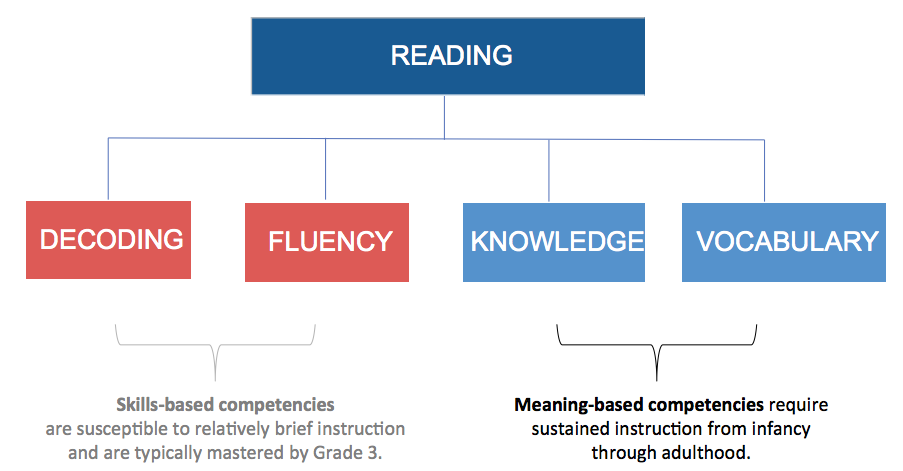 READING
DECODING
FLUENCY
KNOWLEDGE
VOCABULARY
Skills-based competencies
are susceptible to relatively brief instruction
and are typically mastered by Grade 3.
Meaning-based competencies require
sustained instruction from infancy
through adulthood.